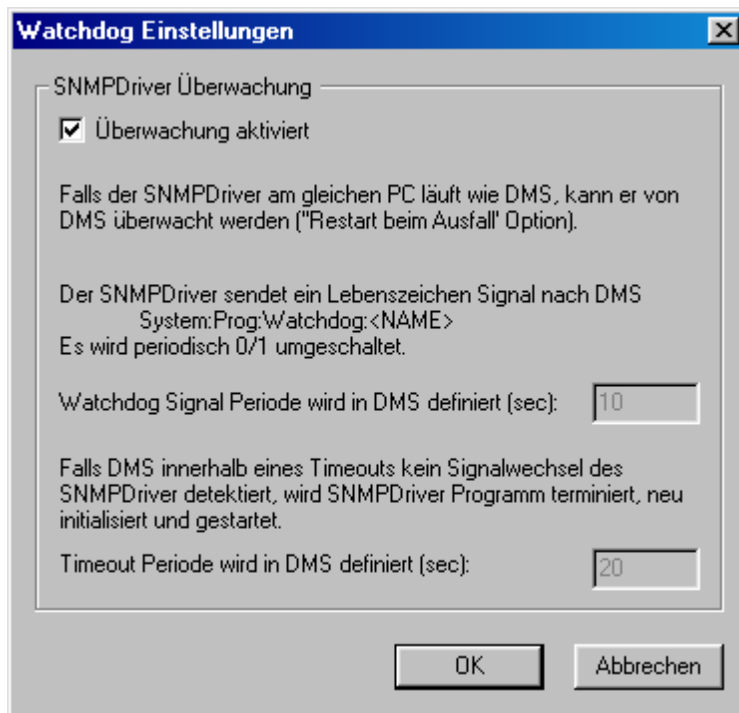 Watchdog Einstellungen
SNMPDriver Überwachung
Überwachung aktiviert
Falls der SNMPDriver am gleichen PC läuft wie DMS, kann er von
DMS überwacht werden ("Restart beim Ausfall' Option).
Der SNMPDriver sendet ein Lebenszeichen Signal nach DMS
System:Prog:Watchdog:<NAME>
Es wird periodisch 0/1 umgeschaltet.
Watchdog Signal Periode wird in DMS definiert (sec): 10
Falls DMS innerhalb eines Timeouts kein Signalwechsel des
SNMPDriver detektiert, wird SNMPDriver Programm terminiert, neu
initialisiert und gestartet.
Timeout Periode wird in DMS definiert (sec): 20
OK Abbrechen